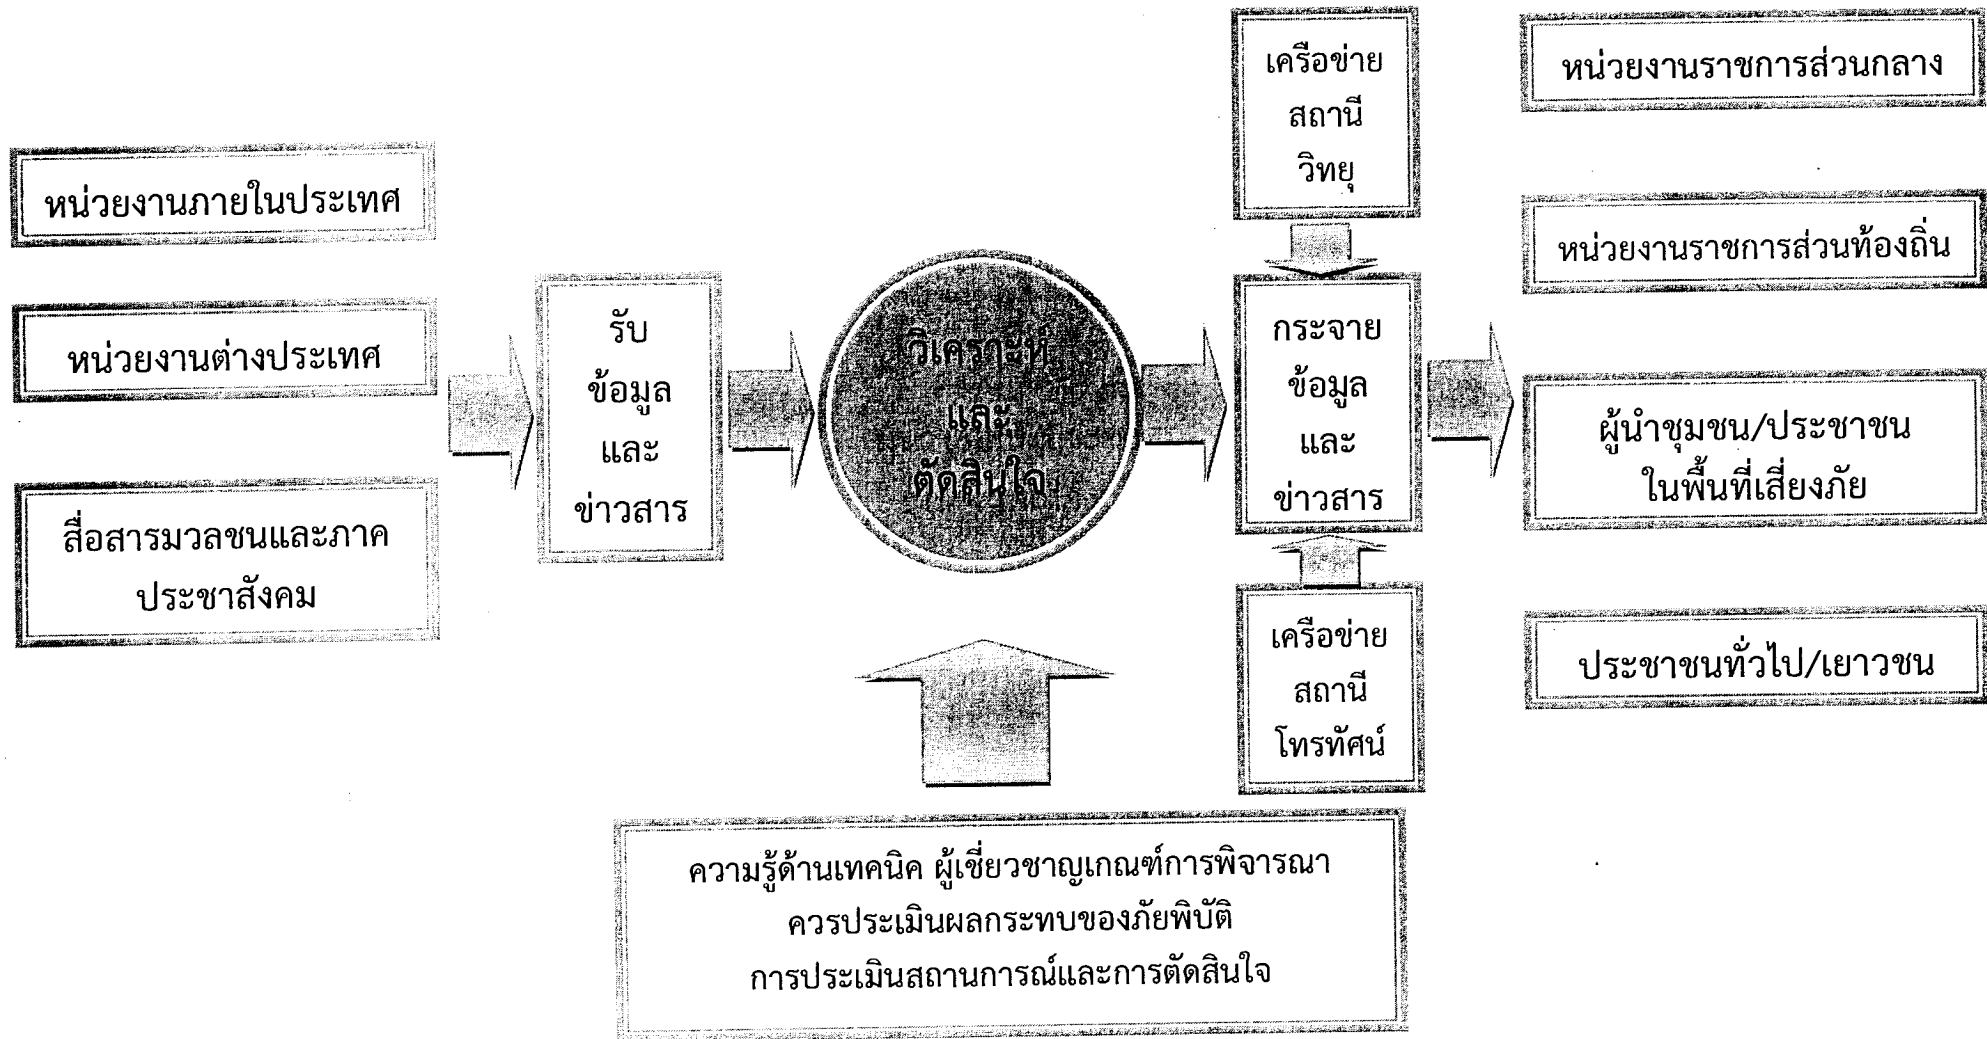 หน่วยงานภายในประเทศ
หน่วยงานต่างประเทศ
สื่อสารมวลชนและภาค
ประชาสังคม
รับ
ข้อมูล
และ
ข่าวสาร
วิเคราะห์
และ
ตัดสินใจ
ความรู้ด้านเทคนิค ผู้เชี่ยวชาญเกณฑ์การพิจารณา
ควรประเมินผลกระทบของภัยพิบัติ
การประเมินสถานการณ์และการตัดสินใจ
เครือข่าย
สถานี
วิทยุ
กระจาย
ข้อมูล
และ
ข่าวสาร
เครือข่าย
สถานี
โทรทัศน์
หน่วยงานราชการส่วนกลาง
หน่วยงานราชการส่วนท้องถิ่น
ผู้นำชุมชน/ประชาชน
ในพื้นที่เสี่ยงภัย
ประชาชนทั่วไป/เยาวชน